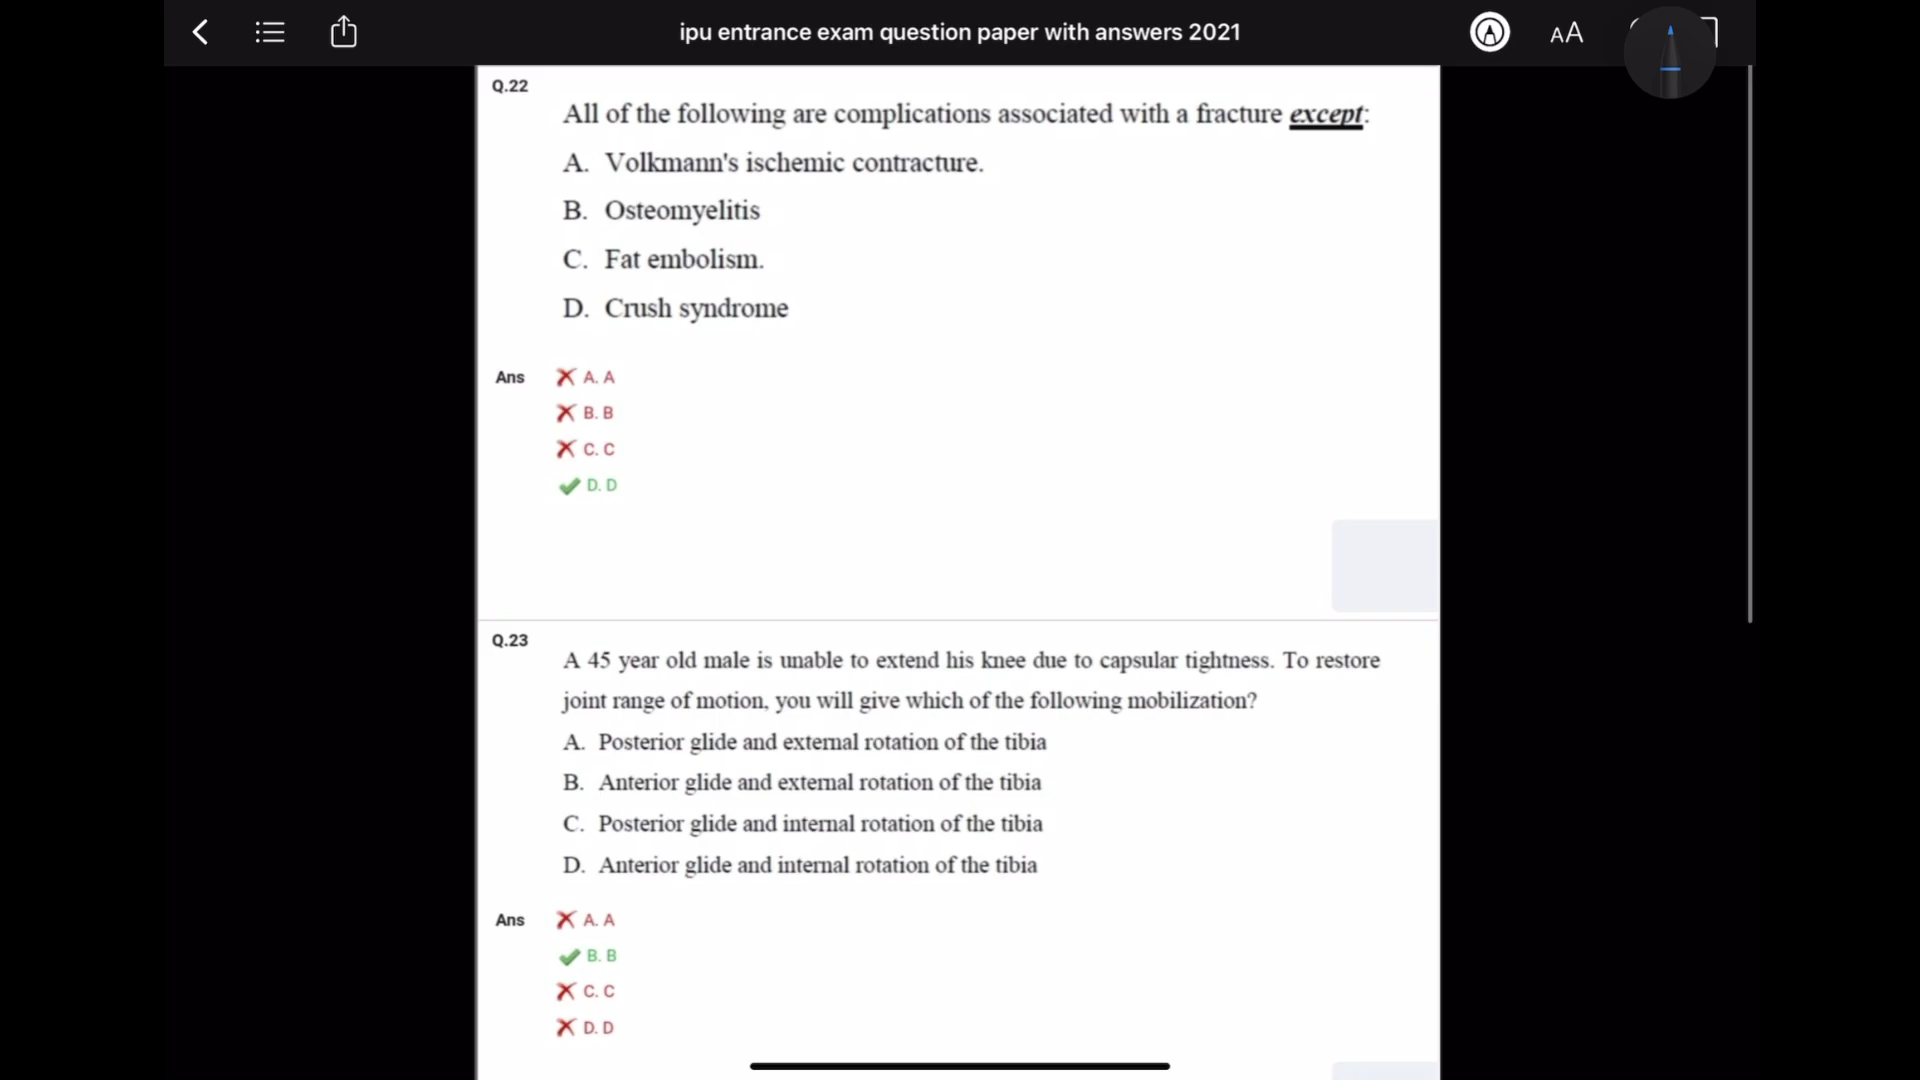 ipu entrance exam question paper with answers 2021
AA
Q.22
All of the following are complications associated with a fracture except:
A. Volkmann's ischemic contracture.
B. Osteomyelitis
C. Fat embolism.
D. Crush syndrome
Ans
A. A
B. B
C. C
D. D
Q.23
A 45 year old male is unable to extend his knee due to capsular tightness. To restore
joint range of motion, you will give which of the following mobilization?
A. Posterior glide and external rotation of the tibia
B. Anterior glide and external rotation of the tibia
C. Posterior glide and internal rotation of the tibia
D. Anterior glide and internal rotation of the tibia
Ans
A. A
B. B
C. C
D. D